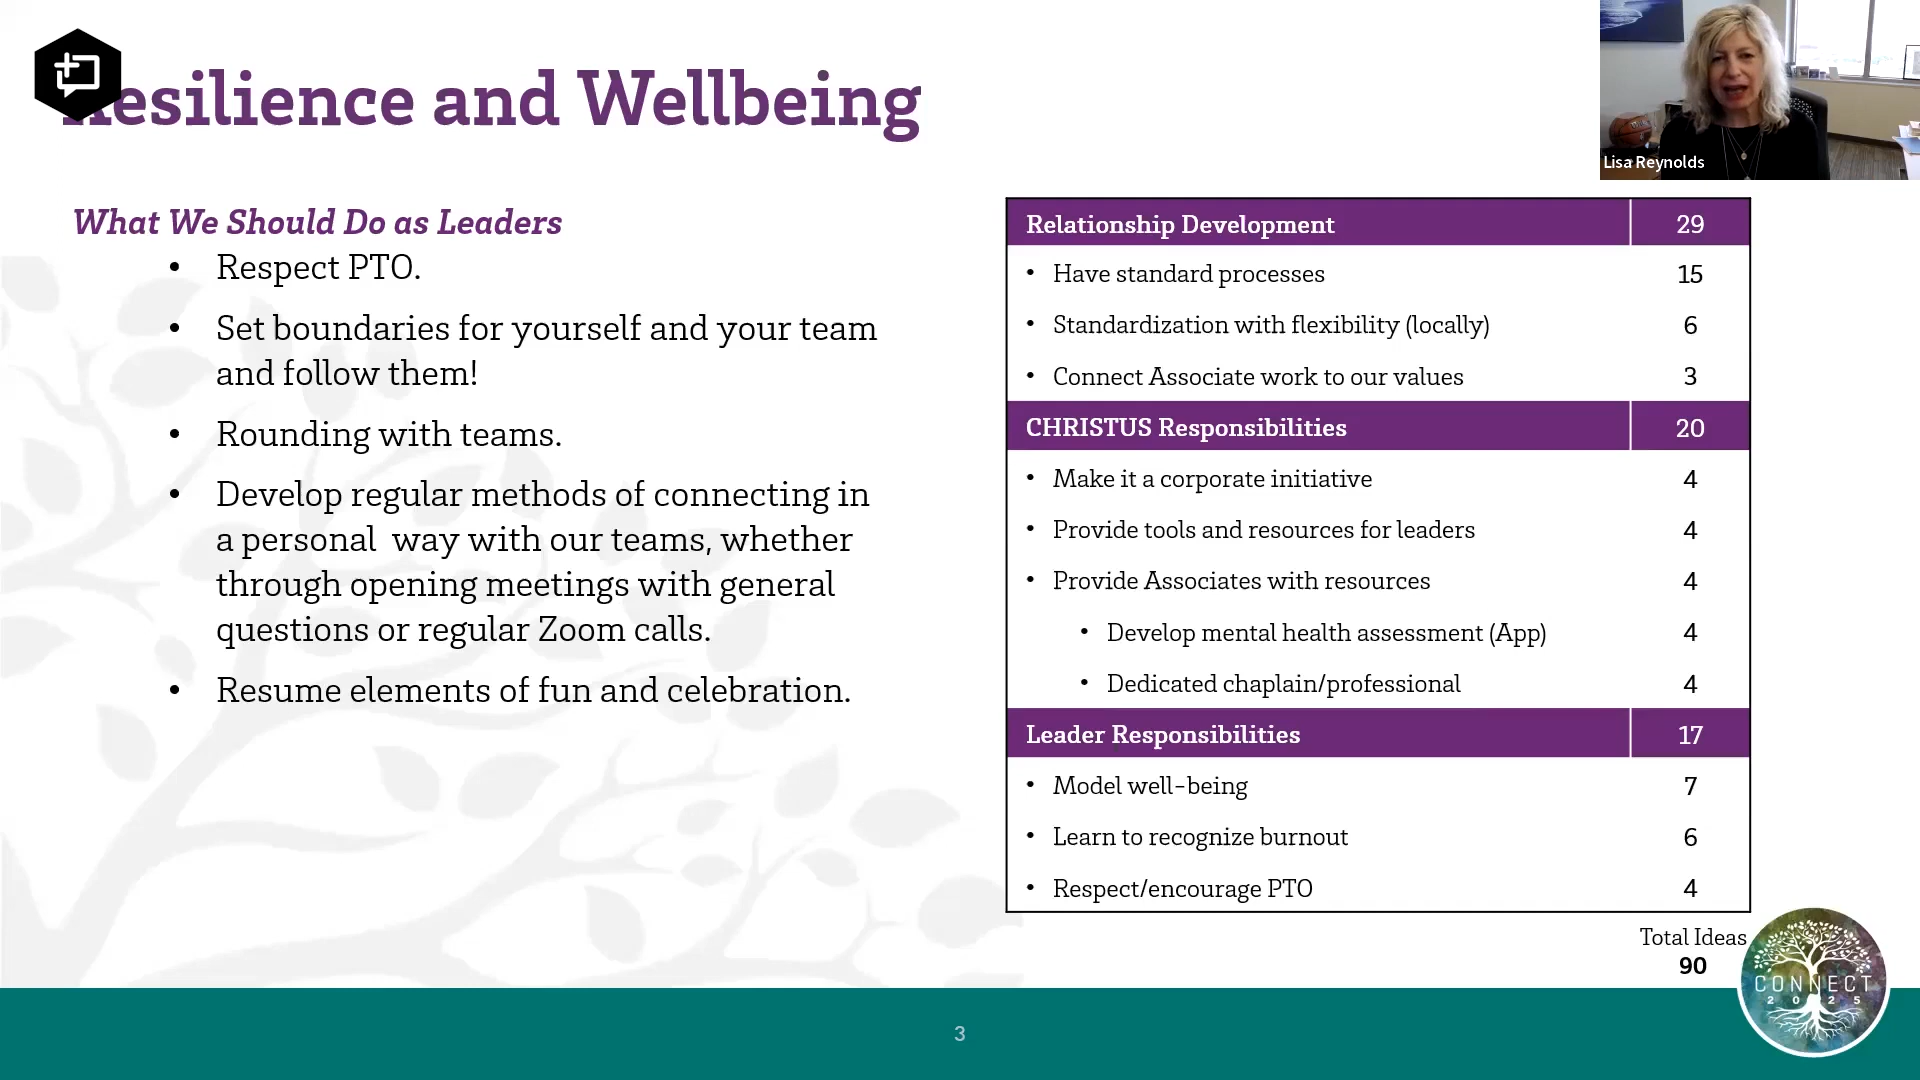 Resilience and Wellbeing
Lisa Reynolds
What We Should Do as Leaders
• Respect PTO.
• Set boundaries for yourself and your team
and follow them!
• Rounding with teams.
• Develop regular methods of connecting in
a personal  way with our teams, whether
through opening meetings with general
questions or regular Zoom calls.
• Resume elements of fun and celebration.
Relationship Development 29
• Have standard processes 15
• Standardization with flexibility (locally) 6
• Connect Associate work to our values 3
CHRISTUS Responsibilities 20
• Make it a corporate initiative 4
• Provide tools and resources for leaders 4
• Provide Associates with resources 4
• Develop mental health assessment (App) 4
• Dedicated chaplain/professional 4
Leader Responsibilities 17
• Model well-being 7
• Learn to recognize burnout 6
• Respect/encourage PTO 4
Total Ideas
90
CONNECT
2025
3